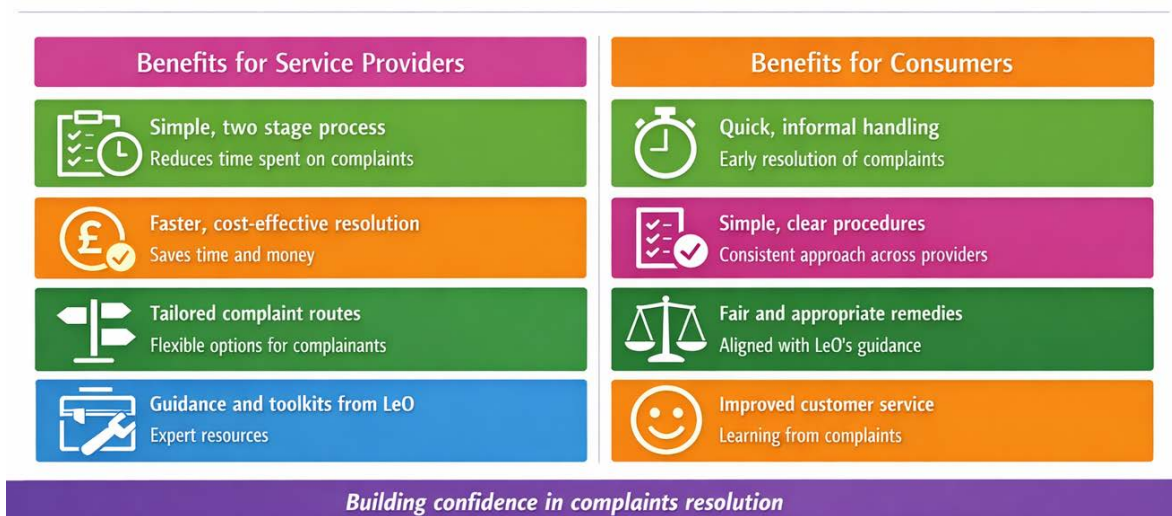 Benefits for Service Providers
Simple, two stage process
Reduces time spent on complaints
£
Faster, cost-effective resolution
Saves time and money
Tailored complaint routes
Flexible options for complainants
Guidance and toolkits from LeO
Expert resources
Benefits for Consumers
Quick, informal handling
Early resolution of complaints
Simple, clear procedures
Consistent approach across providers
Fair and appropriate remedies
Aligned with LeO's guidance
Improved customer service
Learning from complaints
Building confidence in complaints resolution